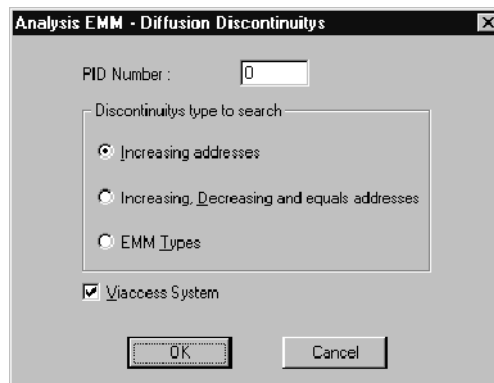 Analysis EMM - Diffusion Discontinuitys
PID Number : 0
Discontinuitys type to search
Increasing addresses
Increasing, Decreasing and equals addresses
EMM Types
Viaccess System
OK Cancel